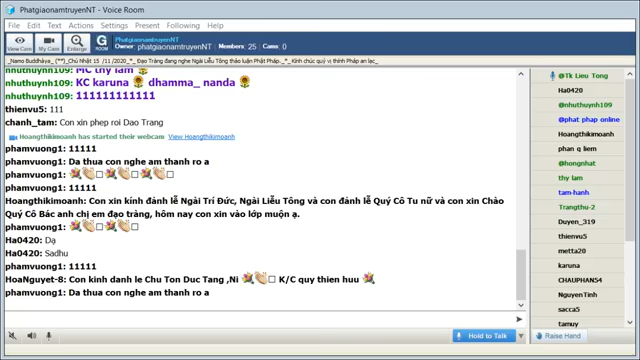 PhatgiaonamtruyenNT - Voice Room
File Edit Text Actions Settings Present Following Help
View Cam
My Cam
Enlarge
G
ROOM
PhatgiaonamtruyenNT
Owner: phatgiaonamtruyenNT Members : 25 Cams : 0
_Namo Buddhāya_ (**)_Chủ Nhật 15 /11 /2020_*_ Đạo Tràng đang nghe Ngài Liễu Tông thảo luận Phật Pháp._*_ Kính chúc quý vị thính Pháp an lạc_
nhuthuynh109: MC thy lam
nhuthuynh109: KC karuna dhamma_ nanda
nhuthuynh109: 111111111111
thienvu5: 111
chanh_tam: Con xin phep roi Dao Trang
Hoangthikimoanh has started their webcam View Hoangthikimoanh
phamvuong1: 11111
phamvuong1: Da thua con nghe am thanh ro a
phamvuong1:
phamvuong1: 11111
Hoangthikimoanh: Con xin kính đảnh lễ Ngài Trí Đức, Ngài Liễu Tông và con đảnh lễ Quý Cô Tu nữ và con xin Chào
Quý Cô Bác anh chị em đạo tràng, hôm nay con xin vào lớp muộn ạ.
phamvuong1:
Ha0420: Dạ
Ha0420: Sadhu
phamvuong1: 11111
HoaNguyet-8: Con kinh danh le Chu Ton Duc Tang ,Ni K/C quy thien huu
phamvuong1: Da thua con nghe am thanh ro a
@Tk Lieu Tong
Ha0420
@nhuthuynh109
@phat phap online
Hoangthikimoanh
phan q liem
@hongnhat
thy lam
tam-hanh
Trangthu-2
Duyen_319
thienvu5
metta20
karuna
CHAUPHAN54
NguyenTinh
sacca5
tamuy
Hold to Talk
Raise Hand